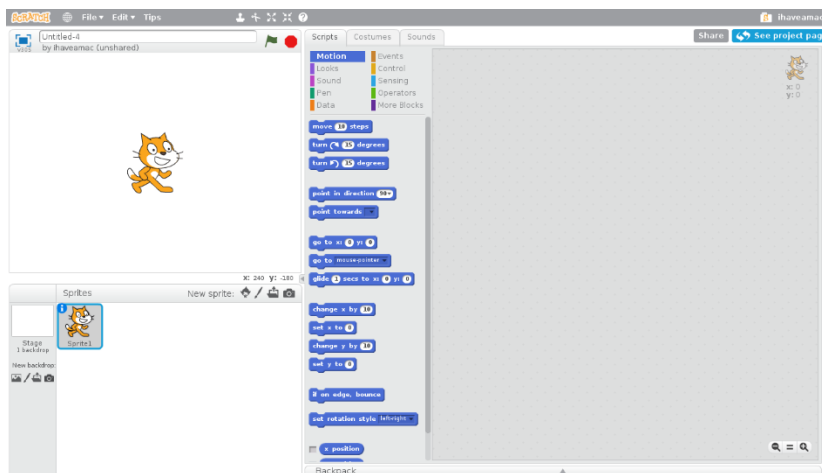 SCRATCH File▾ Edit▾ Tips ihaveamac
Untitled-4
by ihaveamac (unshared)
Scripts Costumes Sounds
Share See project pag
Motion Events
Looks Control
Sound Sensing
Pen Operators
Data More Blocks
x: 0
y: 0
move 10 steps
turn 15 degrees
turn 15 degrees
point in direction 90▾
point towards
go to x: 0 y: 0
go to mouse-pointer
glide 1 secs to x: 0 y: 0
change x by 10
set x to 0
change y by 10
set y to 0
if on edge, bounce
set rotation style left-right
x position
X: 240 Y: -180
Sprites New sprite:
Stage
1 backdrop
New backdrop:
Sprite1
Backpack